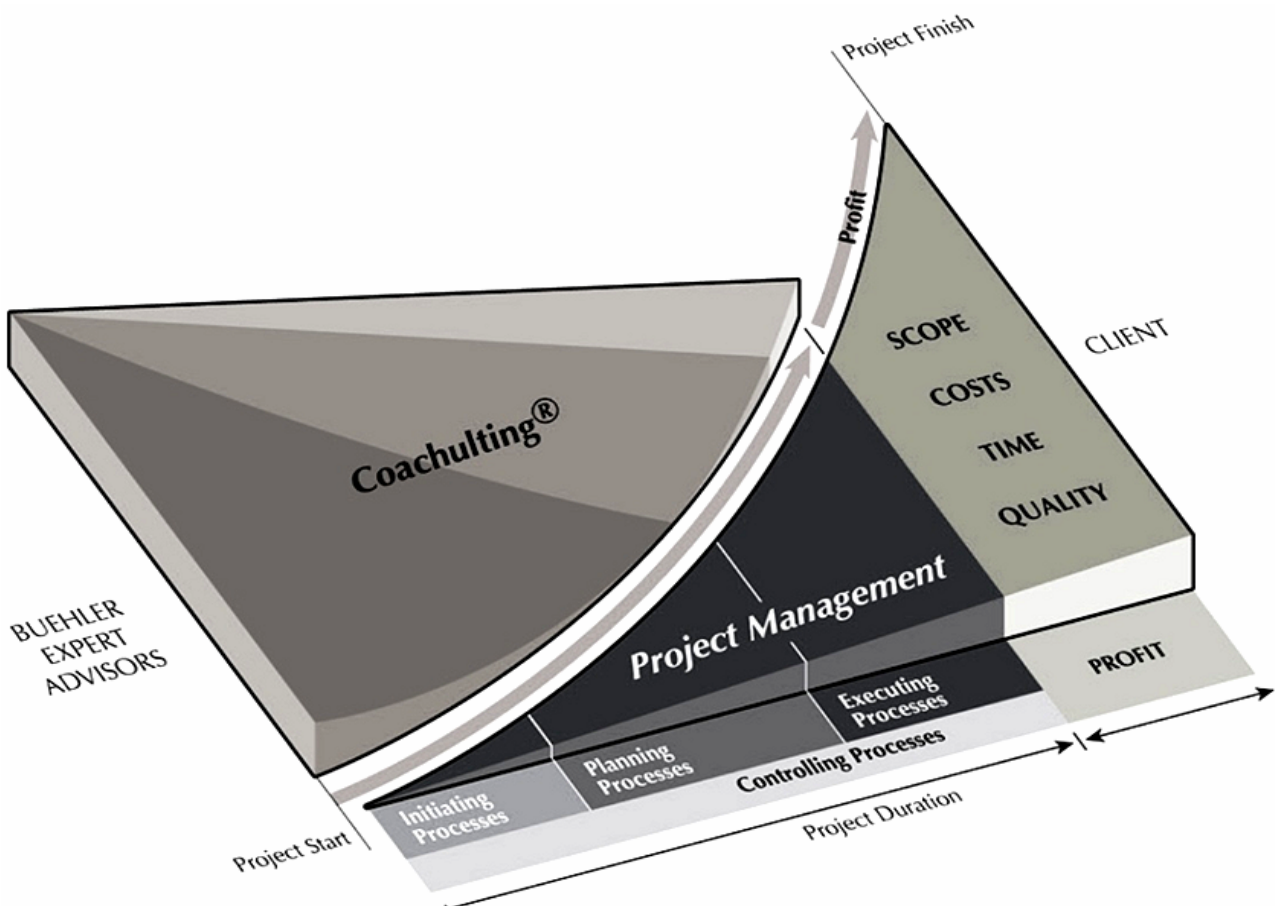 Project Finish
Profit
SCOPE
COSTS
TIME
QUALITY
CLIENT
Coachulting®
BUEHLER
EXPERT
ADVISORS
Project Management
PROFIT
Executing
Processes
Planning
Processes
Controlling Processes
Initiating
Processes
Project Duration
Project Start